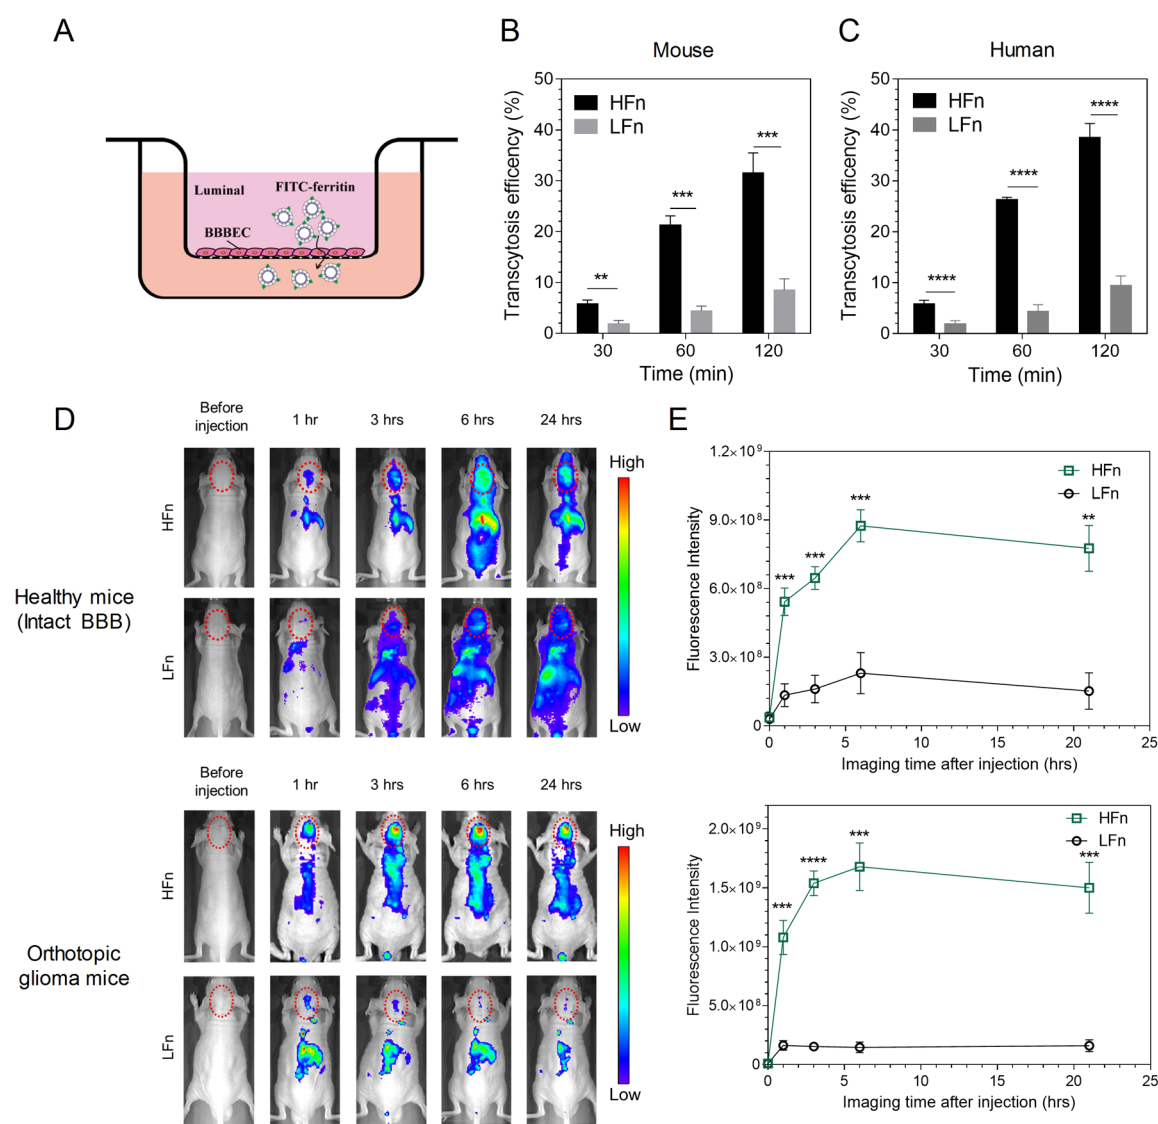 A
Luminal
FITC-ferritin
BBBEC
B
Mouse
Transcytosis efficency (%)
50
40
30
20
10
0
HFn
LFn
**
***
***
30
60
120
Time (min)
C
Human
Transcytosis efficency (%)
50
40
30
20
10
0
HFn
LFn
****
****
****
30
60
120
Time (min)
D
Before
injection
1 hr
3 hrs
6 hrs
24 hrs
HFn
LFn
Healthy mice
(Intact BBB)
High
Low
Before
injection
1 hr
3 hrs
6 hrs
24 hrs
HFn
LFn
Orthotopic
glioma mice
High
Low
E
Fluorescence Intensity
1.2×10⁹
9.0×10⁸
6.0×10⁸
3.0×10⁸
0
HFn
LFn
***
***
***
**
0
5
10
15
20
25
Imaging time after injection (hrs)
Fluorescence Intensity
2.0×10⁹
1.5×10⁹
1.0×10⁹
5.0×10⁸
0
HFn
LFn
***
****
***
***
0
5
10
15
20
25
Imaging time after injection (hrs)